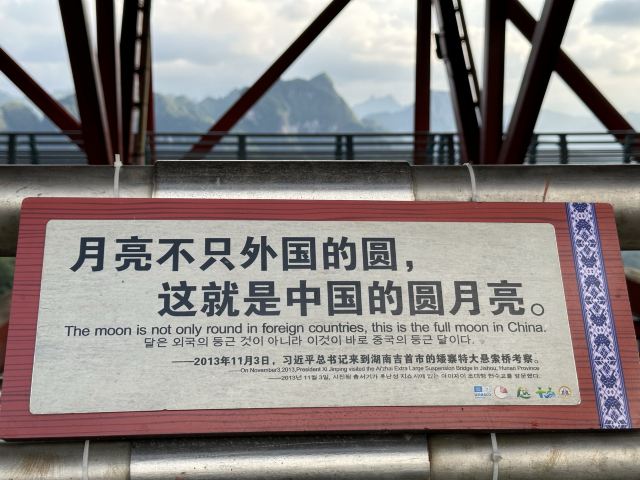 月亮不只外国的圆，
这就是中国的圆月亮。
The moon is not only round in foreign countries, this is the full moon in China.
달은 외국의 둥근 것이 아니라 이것이 바로 중국의 둥근 달이다.
——2013年11月3日，习近平总书记来到湖南吉首市的矮寨特大悬索桥考察。
—On November3,2013,President Xi Jinping visited the Ai'zhai Extra Large Suspension Bridge in Jishou, Hunan Province